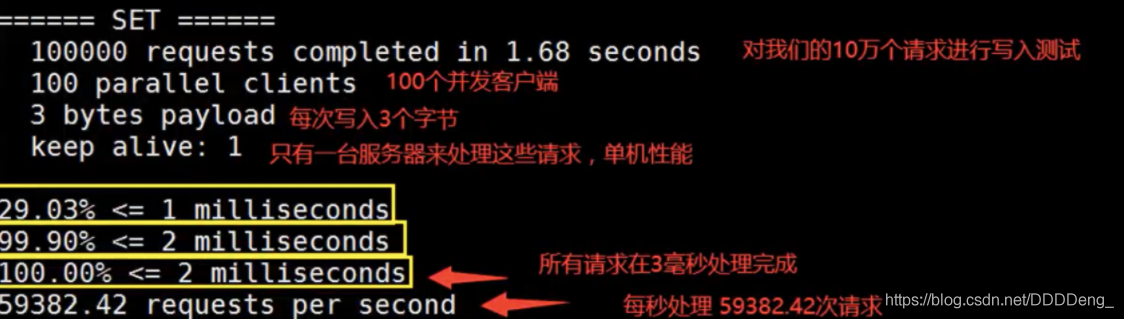 ====== SET ======
100000 requests completed in 1.68 seconds 对我们的10万个请求进行写入测试
100 parallel clients 100个并发客户端
3 bytes payload 每次写入3个字节
keep alive: 1 只有一台服务器来处理这些请求，单机性能
29.03% <= 1 milliseconds
99.90% <= 2 milliseconds
100.00% <= 2 milliseconds 所有请求在3毫秒处理完成
59382.42 requests per second 每秒处理 59382.42次请求 https://blog.csdn.net/DDDDeng_